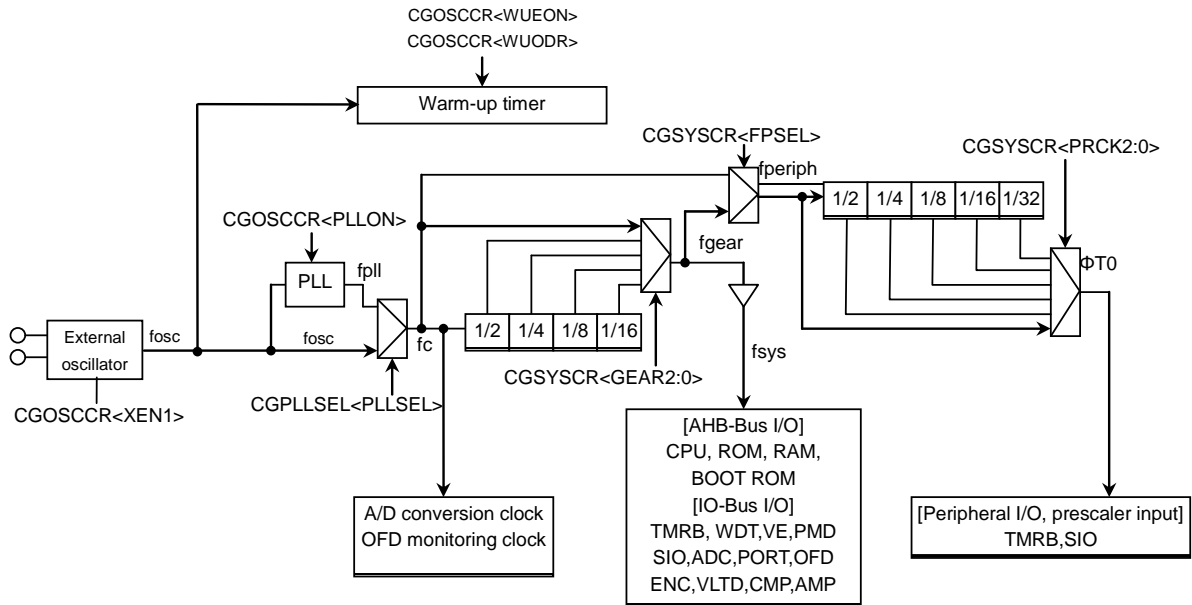 CGOSCCR<WUEON>
CGOSCCR<WUODR>
Warm-up timer
CGSYSCR<FPSEL>
CGSYSCR<PRCK2:0>
fperiph
1/2 1/4 1/8 1/16 1/32
CGOSCCR<PLLON>
fgear
PLL
fpll
ΦT0
External
oscillator
fosc
fosc
fc
1/2 1/4 1/8 1/16
fsys
CGSYSCR<GEAR2:0>
CGOSCCR<XEN1>
CGPLLSEL<PLLSEL>
[AHB-Bus I/O]
CPU, ROM, RAM,
BOOT ROM
[IO-Bus I/O]
TMRB, WDT,VE,PMD
SIO,ADC,PORT,OFD
ENC,VLTD,CMP,AMP
A/D conversion clock
OFD monitoring clock
[Peripheral I/O, prescaler input]
TMRB,SIO